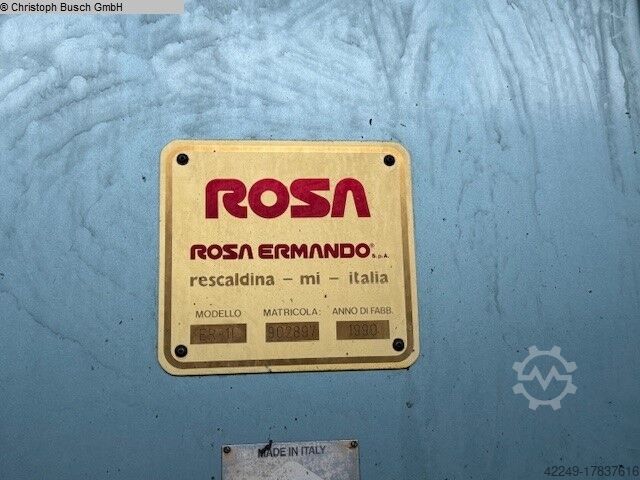 © Christoph Busch GmbH
ROSA
ROSA ERMANDO® S.p.A.
rescaldina – mi – italia
MODELLO MATRICOLA: ANNO DI FABB.
902897 1990
MADE IN ITALY
42249-17837616